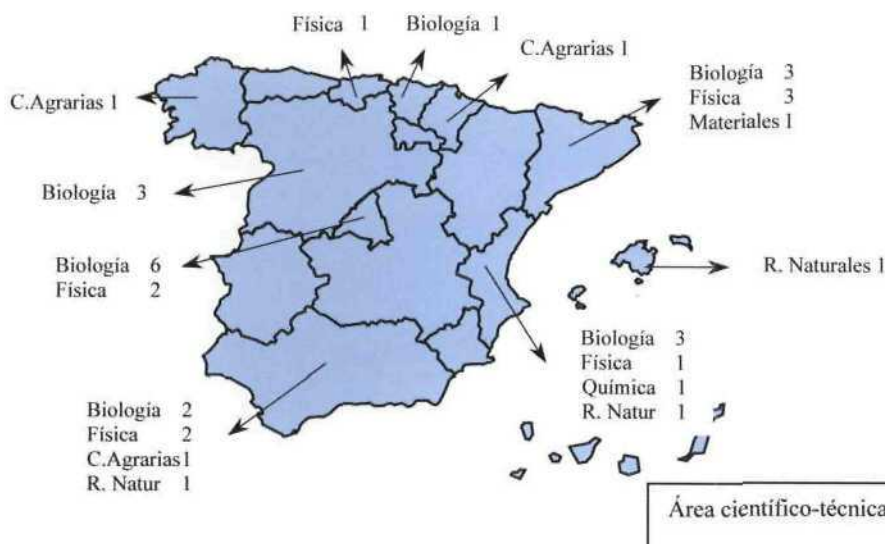 Física 1
Biología 1
C.Agrarias 1
C.Agrarias 1
Biología 3
Física 3
Materiales 1
Biología 3
Biología 6
Física 2
R. Naturales 1
Biología 3
Física 1
Química 1
R. Natur 1
Biología 2
Física 2
C.Agrarias 1
R. Natur 1
Área científico-técnica